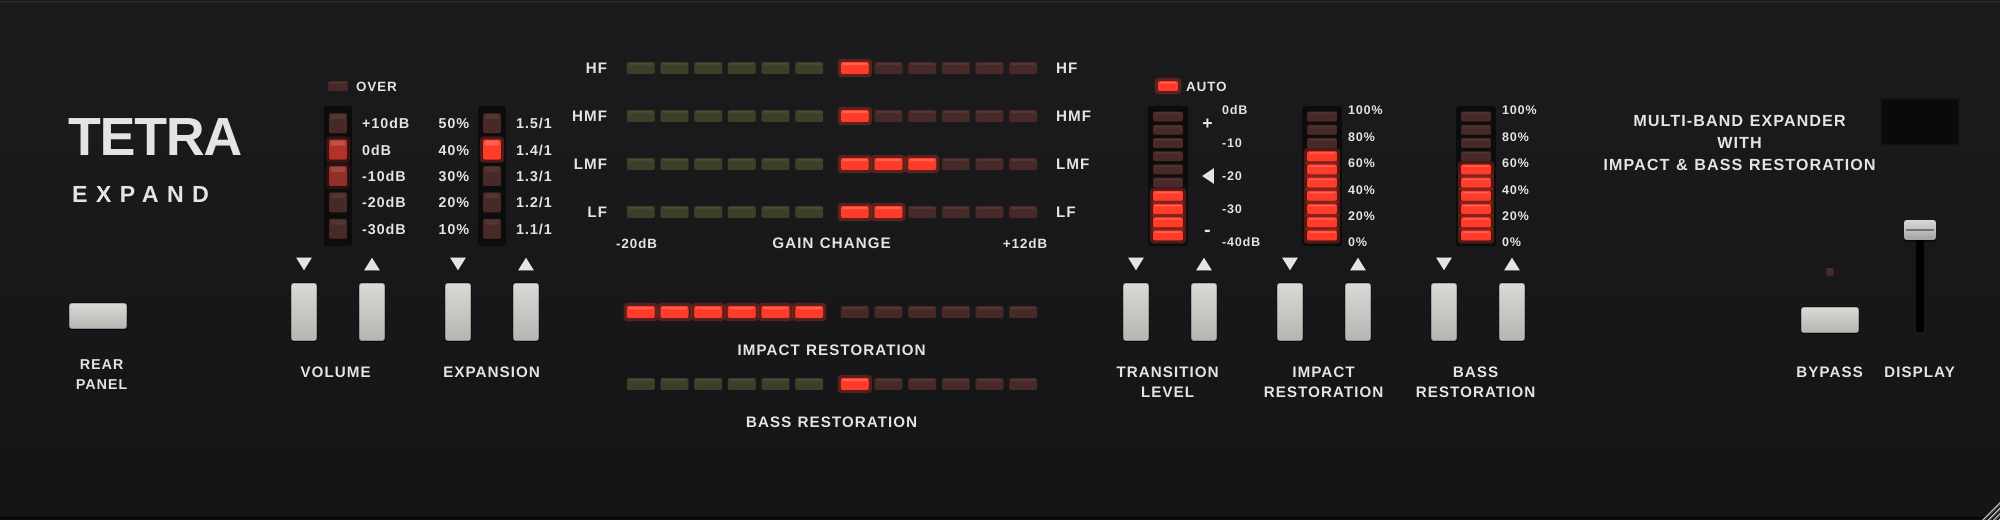 TETRA
EXPAND
REAR
PANEL
OVER
+10dB
0dB
-10dB
-20dB
-30dB
VOLUME
50%
40%
30%
20%
10%
1.5/1
1.4/1
1.3/1
1.2/1
1.1/1
EXPANSION
HF HF
HMF HMF
LMF LMF
LF LF
-20dB GAIN CHANGE +12dB
IMPACT RESTORATION
BASS RESTORATION
AUTO
+
-
0dB
-10
-20
-30
-40dB
TRANSITION
LEVEL
100%
80%
60%
40%
20%
0%
IMPACT
RESTORATION
100%
80%
60%
40%
20%
0%
BASS
RESTORATION
MULTI-BAND EXPANDER
WITH
IMPACT & BASS RESTORATION
BYPASS
DISPLAY